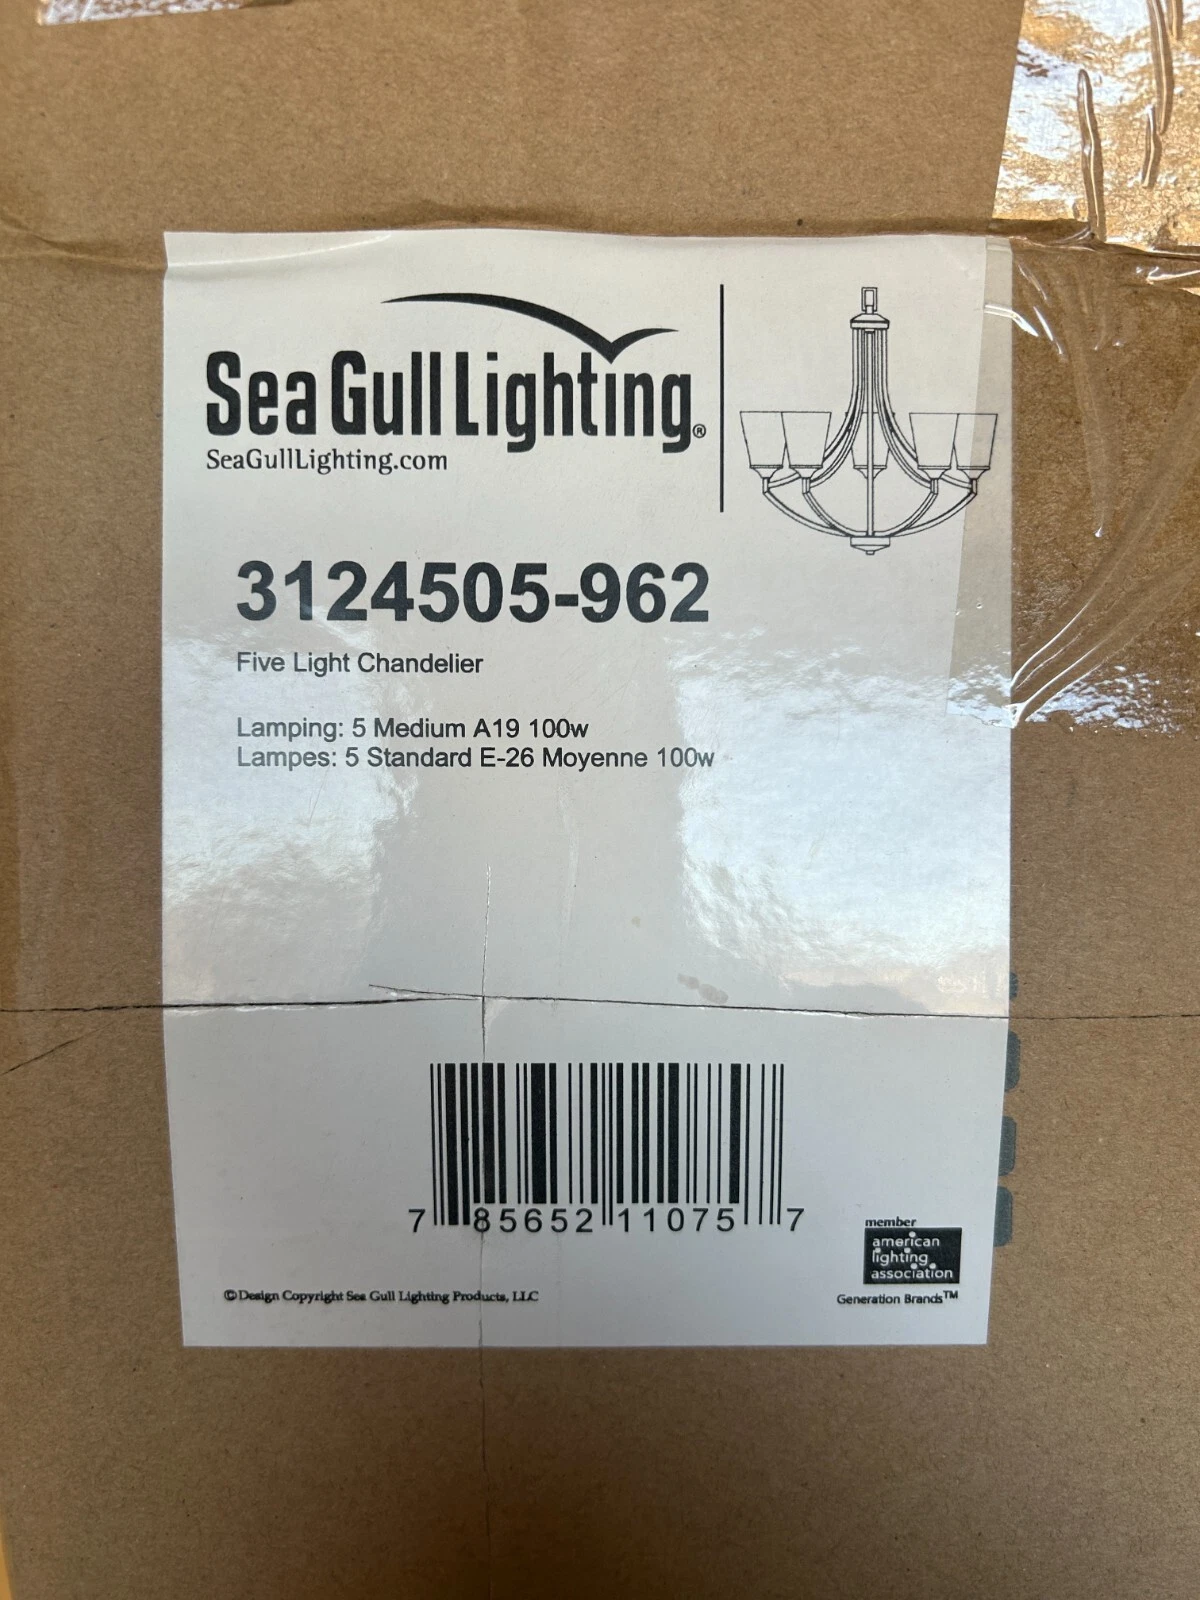 Sea Gull Lighting®
SeaGullLighting.com
3124505-962
Five Light Chandelier
Lamping: 5 Medium A19 100w
Lampes: 5 Standard E-26 Moyenne 100w
7 85652 11075 7
member
american
lighting
association
©Design Copyright Sea Gull Lighting Products, LLC
Generation Brands™